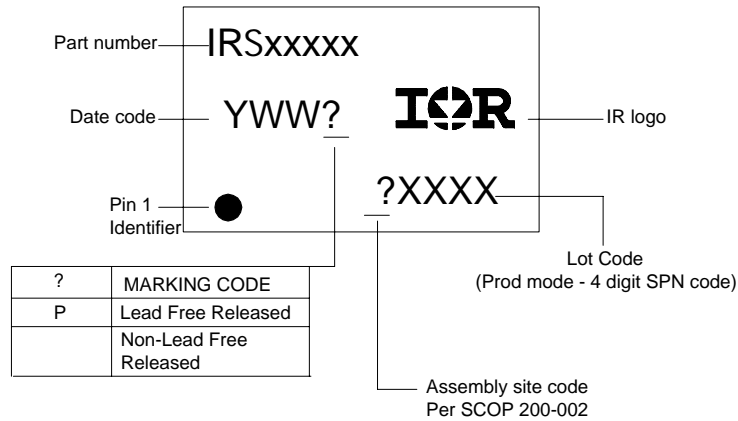 Part number
IRSxxxxx
Date code
YWW?
IOR
IR logo
?XXXX
Pin 1
Identifier
Lot Code
(Prod mode - 4 digit SPN code)
? MARKING CODE
P Lead Free Released
Non-Lead Free
Released
Assembly site code
Per SCOP 200-002